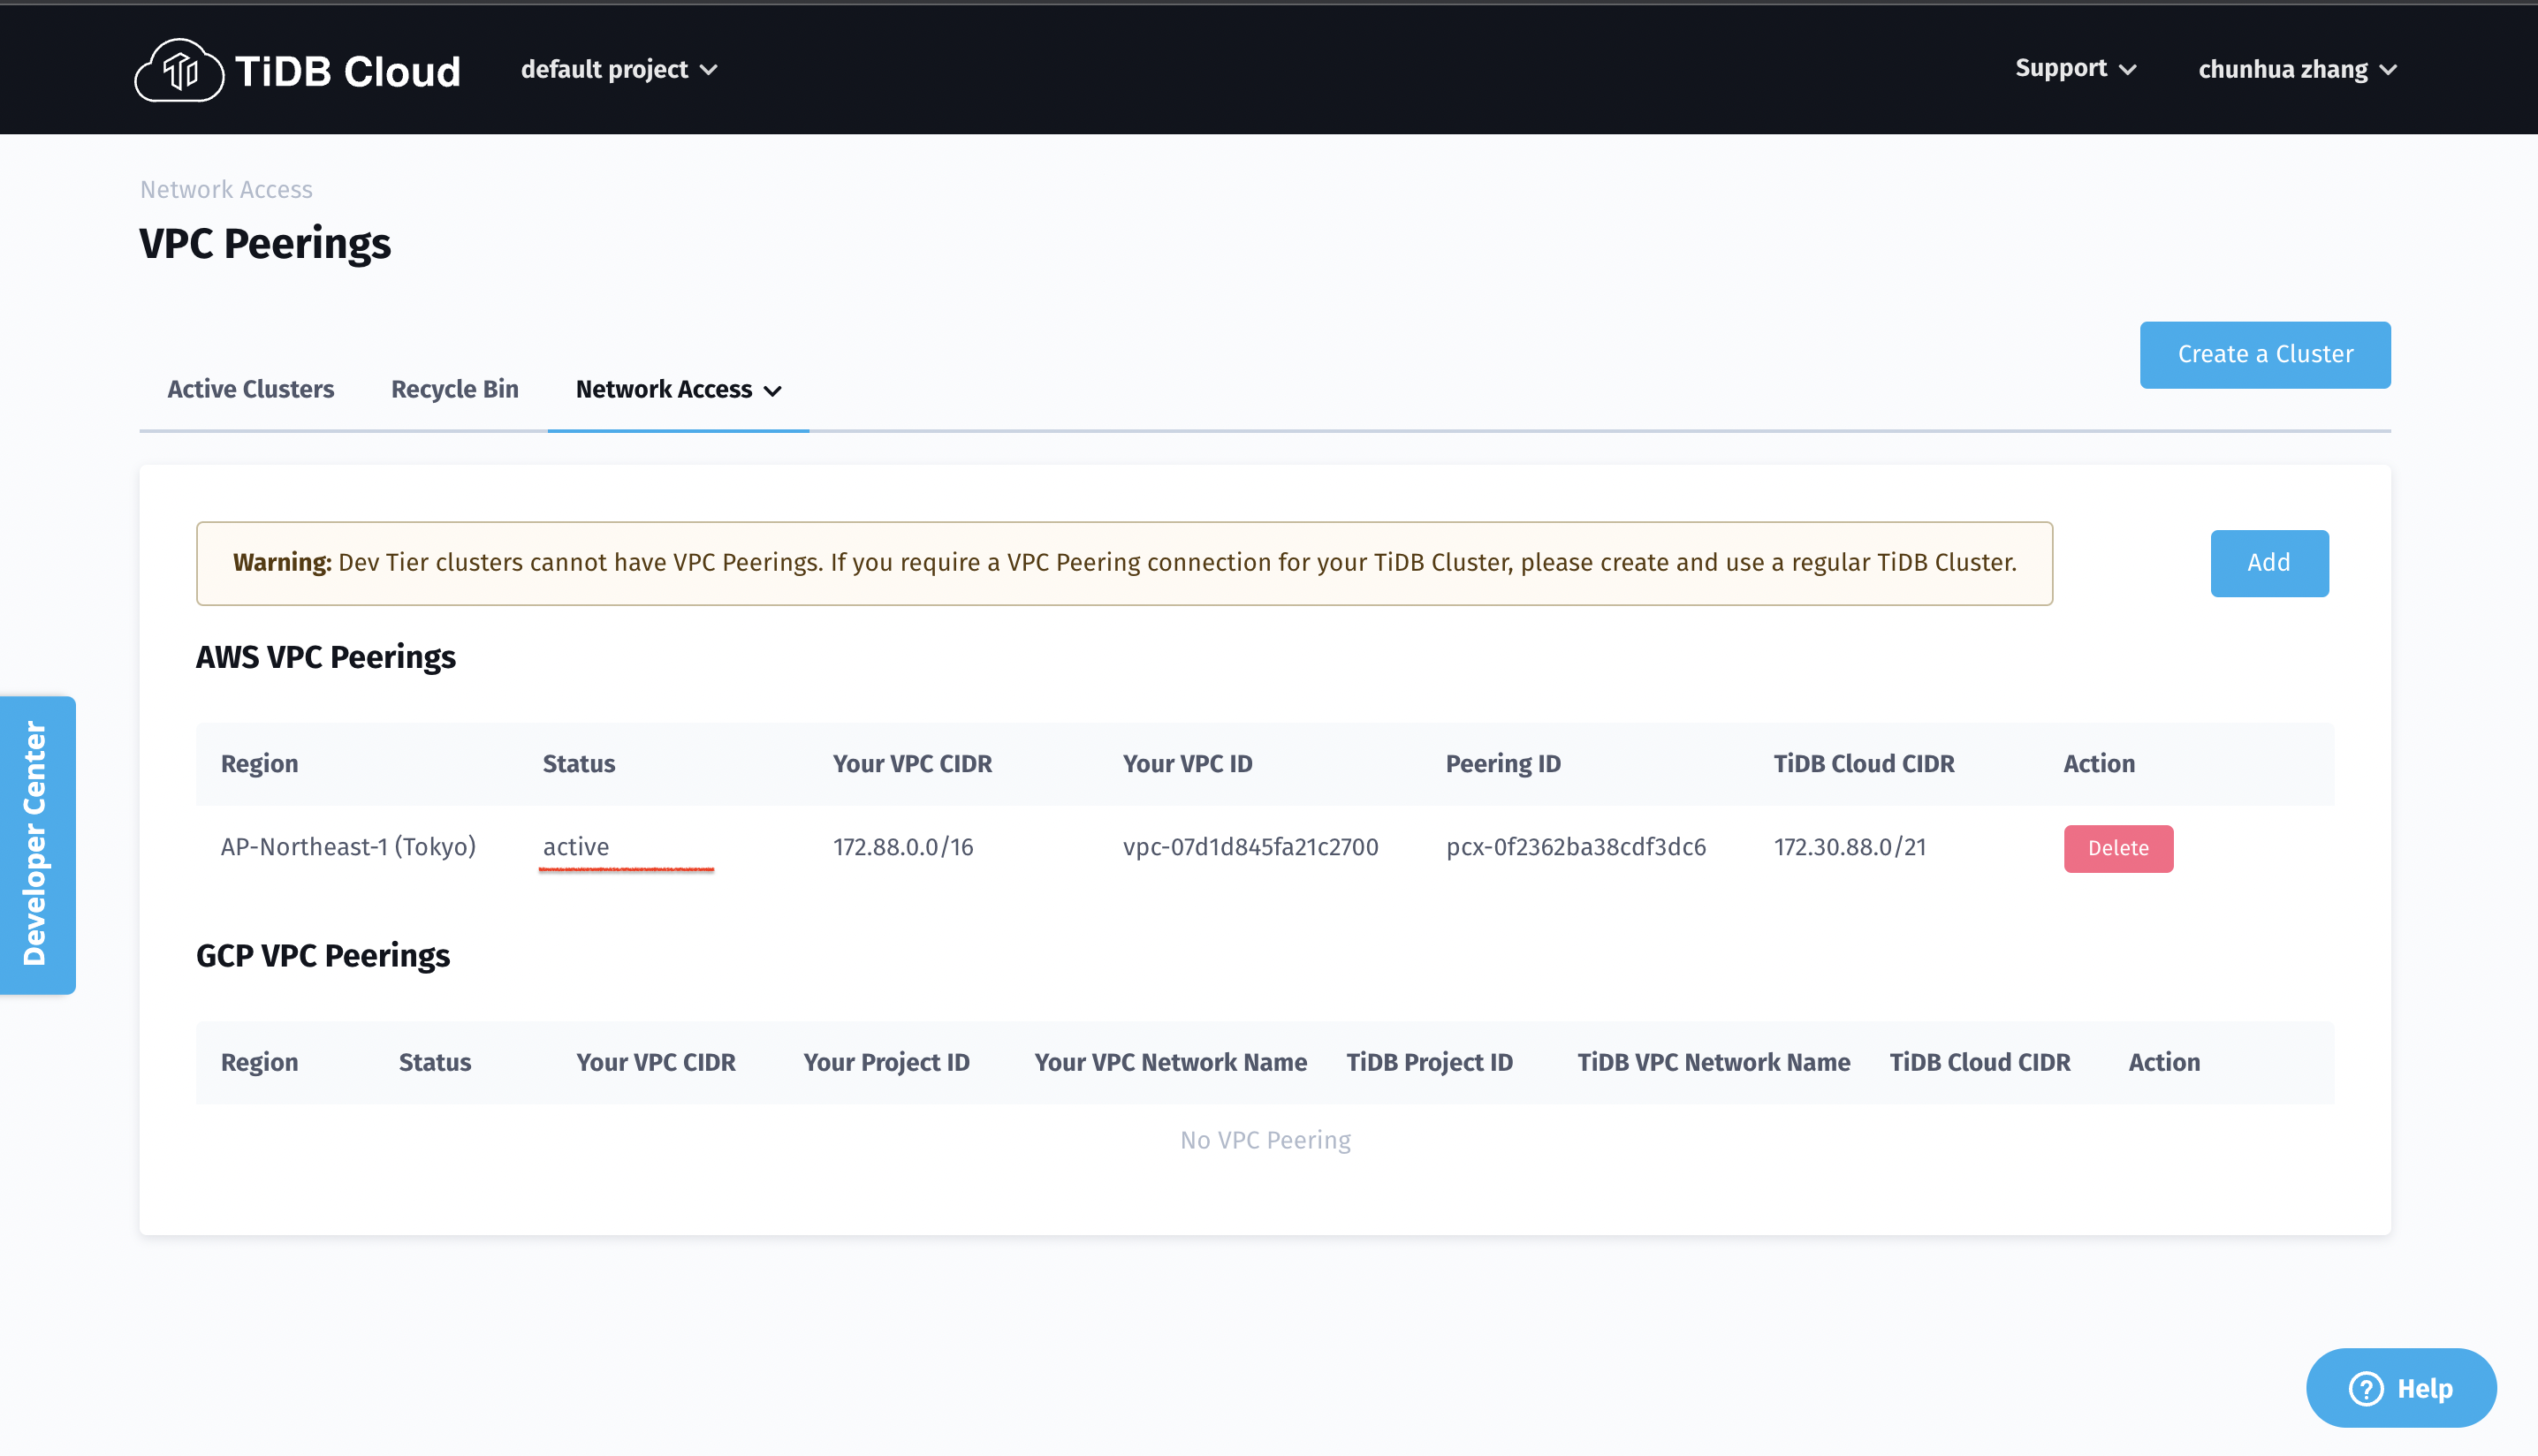 TiDB Cloud default project Support chunhua zhang
Network Access
VPC Peerings
Create a Cluster
Active Clusters Recycle Bin Network Access
Warning: Dev Tier clusters cannot have VPC Peerings. If you require a VPC Peering connection for your TiDB Cluster, please create and use a regular TiDB Cluster.
Add
AWS VPC Peerings
Region Status Your VPC CIDR Your VPC ID Peering ID TiDB Cloud CIDR Action
AP-Northeast-1 (Tokyo) active 172.88.0.0/16 vpc-07d1d845fa21c2700 pcx-0f2362ba38cdf3dc6 172.30.88.0/21 Delete
Developer Center
GCP VPC Peerings
Region Status Your VPC CIDR Your Project ID Your VPC Network Name TiDB Project ID TiDB VPC Network Name TiDB Cloud CIDR Action
No VPC Peering
? Help